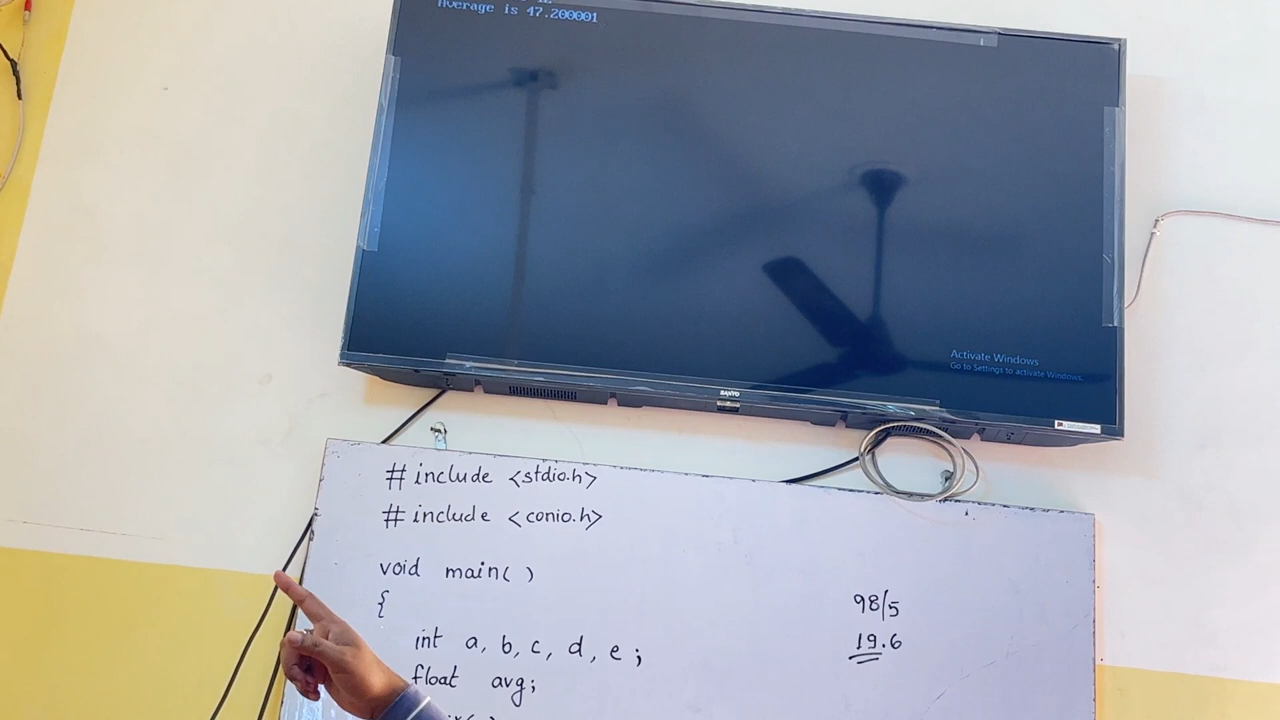 Average is 47.200001
Activate Windows
Go to Settings to activate Windows.
SANYO
# include <stdio.h>
# include <conio.h>
void main( )
{
int a, b, c, d, e ;
float avg;
98/5
19.6